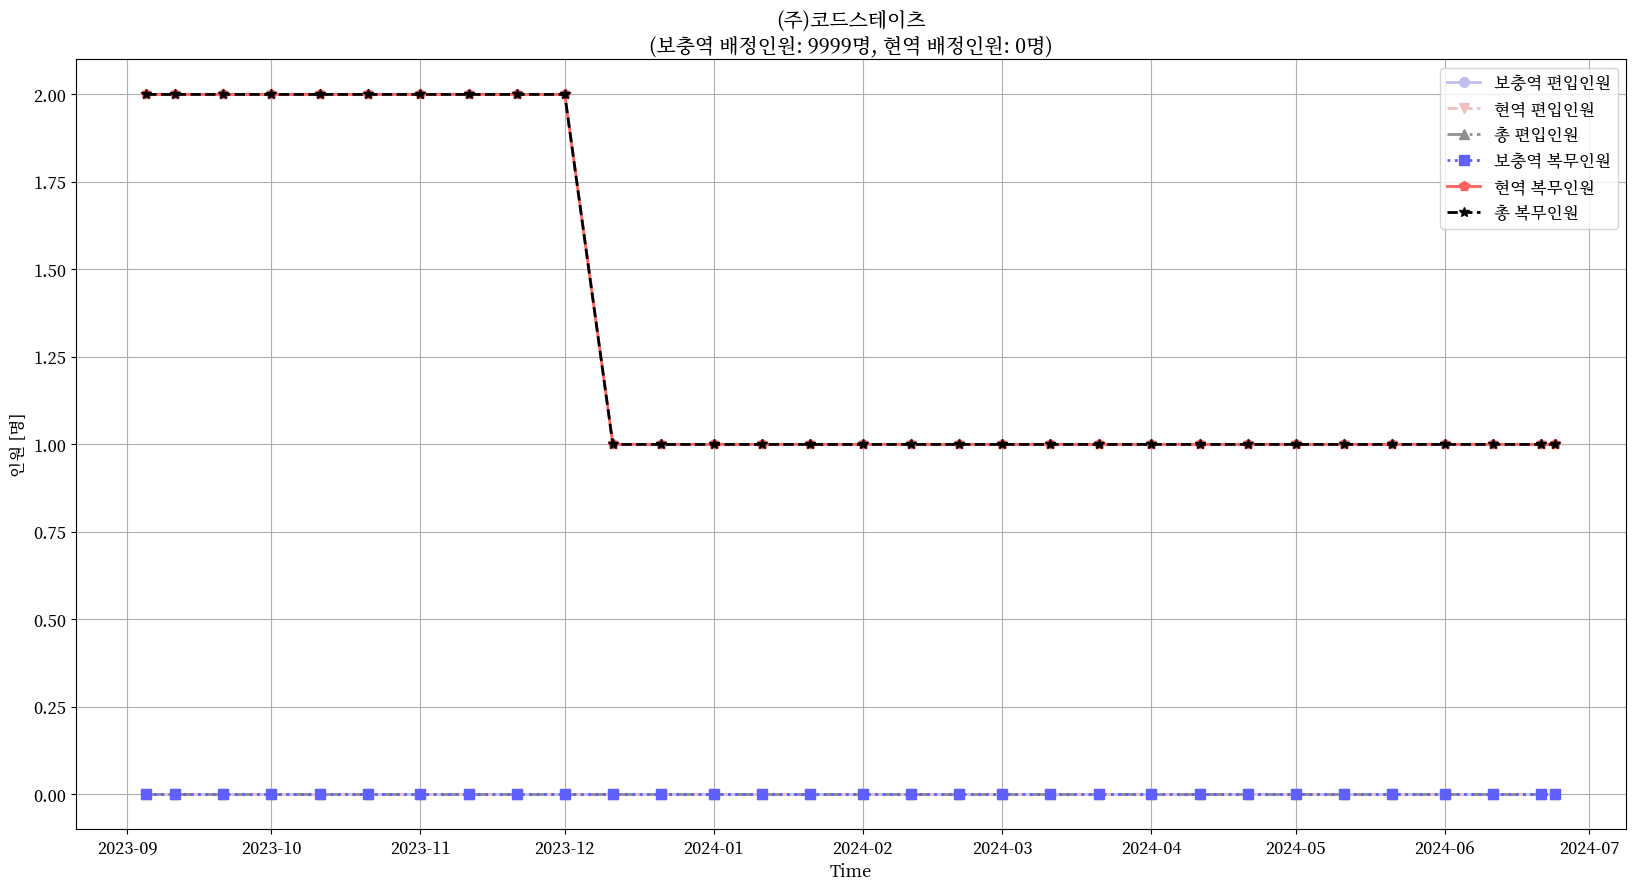 (주)코드스테이츠
(보충역 배정인원: 9999명, 현역 배정인원: 0명)
보충역 편입인원
현역 편입인원
총 편입인원
보충역 복무인원
현역 복무인원
총 복무인원
인원 [명]
2.00
1.75
1.50
1.25
1.00
0.75
0.50
0.25
0.00
2023-09 2023-10 2023-11 2023-12 2024-01 2024-02 2024-03 2024-04 2024-05 2024-06 2024-07
Time